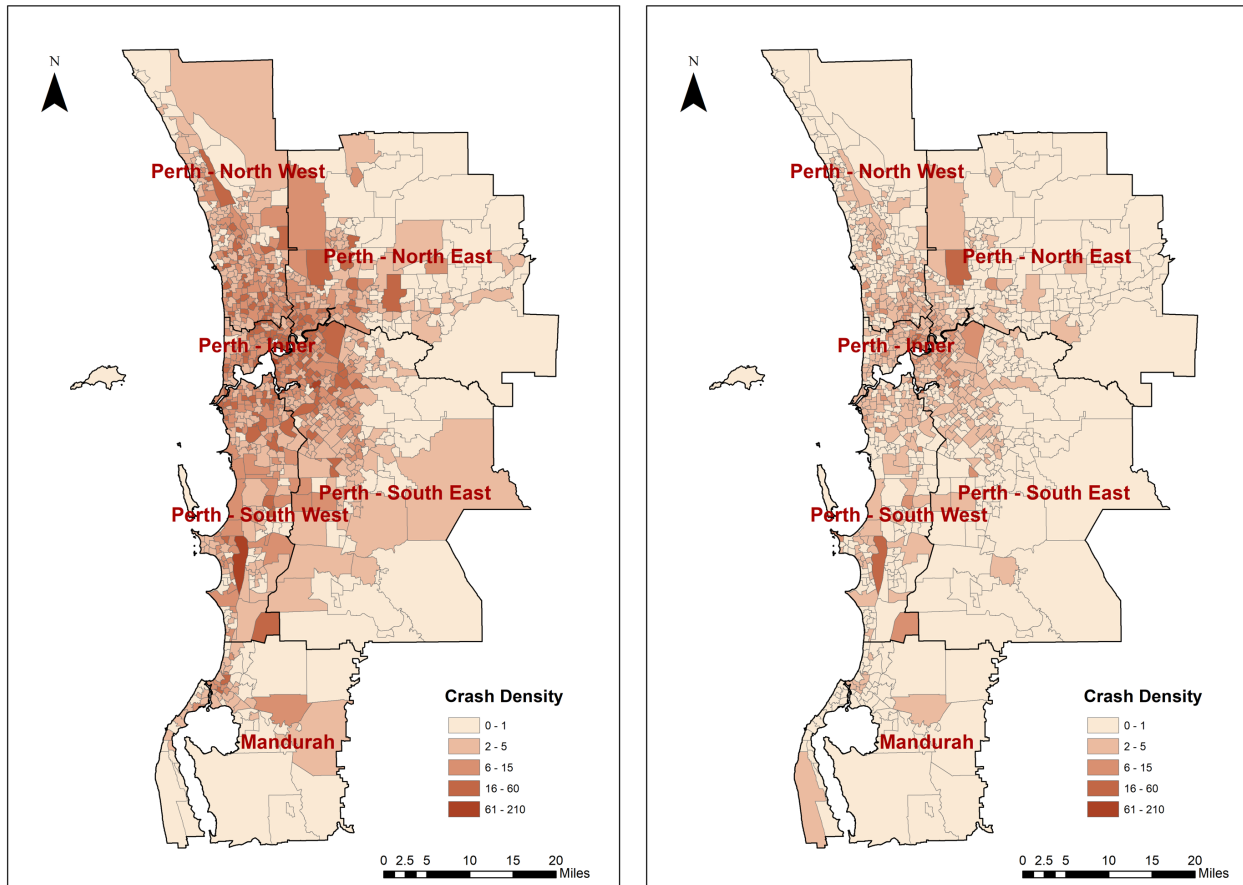 N
Perth - North West
Perth - North East
Perth - Inner
Perth - South East
Perth - South West
Mandurah
Crash Density
0 - 1
2 - 5
6 - 15
16 - 60
61 - 210
0 2.5 5 10 15 20
Miles
N
Perth - North West
Perth - North East
Perth - Inner
Perth - South East
Perth - South West
Mandurah
Crash Density
0 - 1
2 - 5
6 - 15
16 - 60
61 - 210
0 2.5 5 10 15 20
Miles